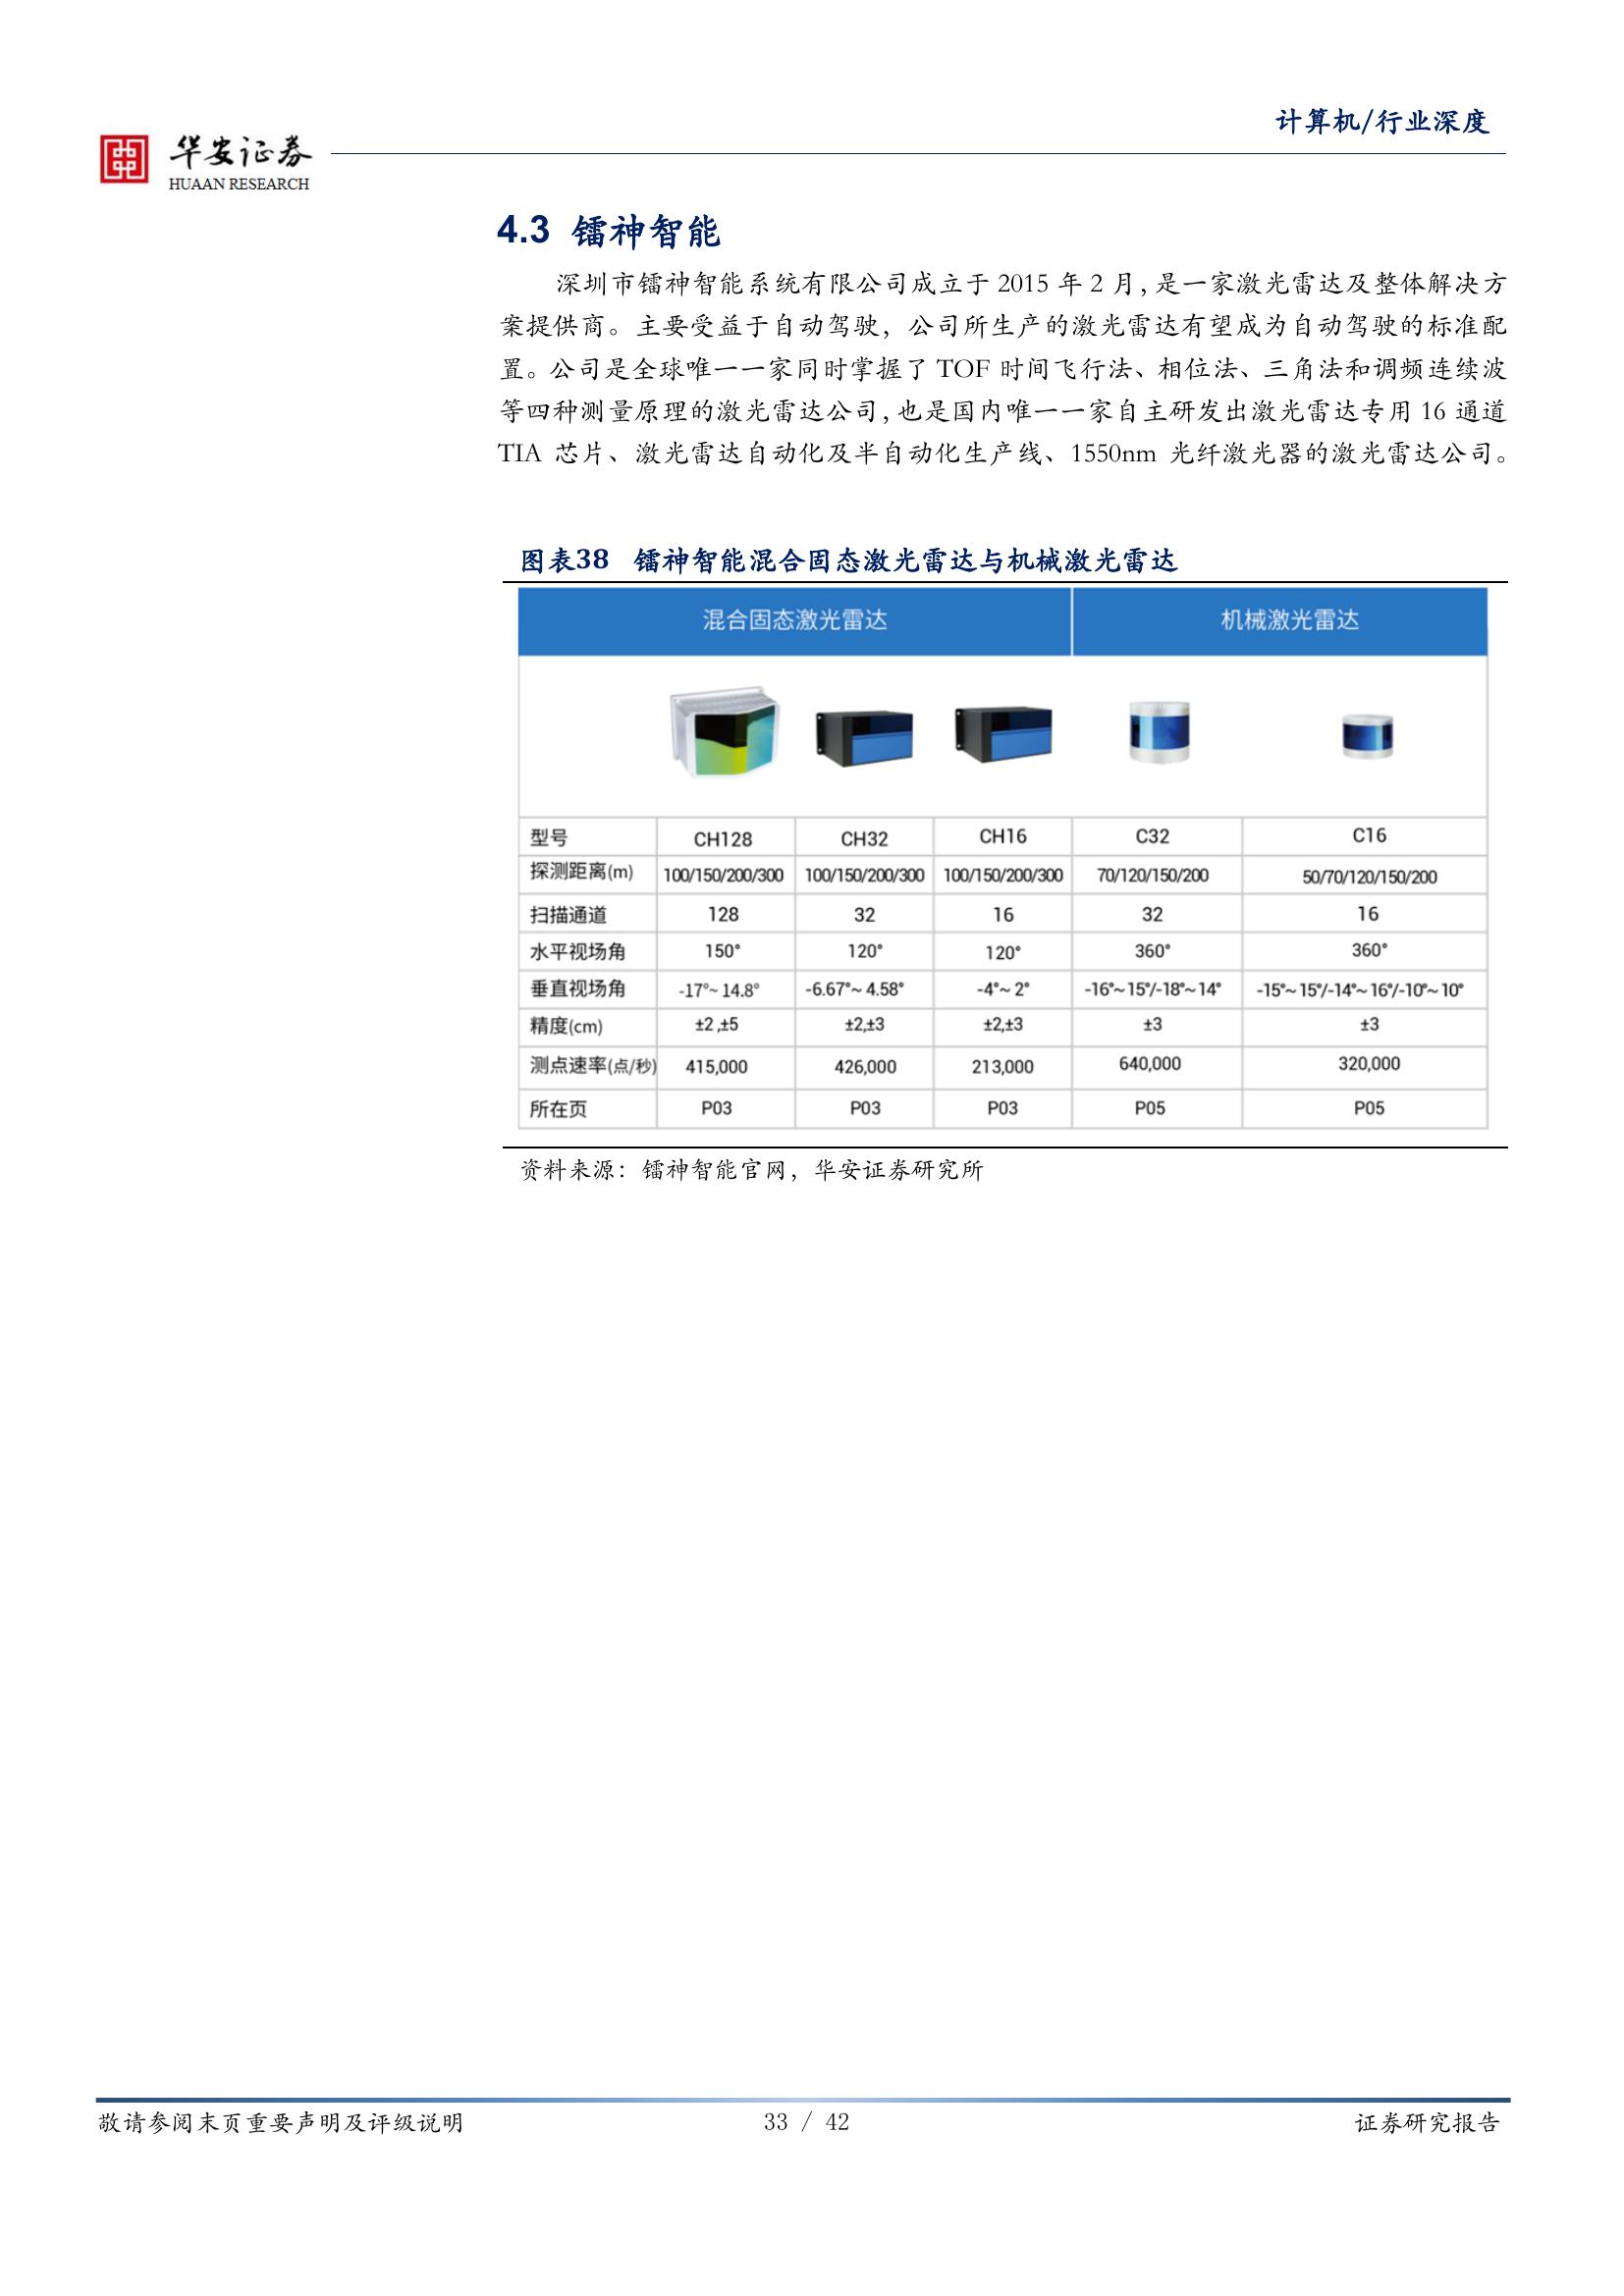 计算机/行业深度
华安证券
HUAAN RESEARCH
4.3 镭神智能
深圳市镭神智能系统有限公司成立于 2015 年 2 月，是一家激光雷达及整体解决方
案提供商。主要受益于自动驾驶，公司所生产的激光雷达有望成为自动驾驶的标准配
置。公司是全球唯一一家同时掌握了 TOF 时间飞行法、相位法、三角法和调频连续波
等四种测量原理的激光雷达公司，也是国内唯一一家自主研发出激光雷达专用 16 通道
TIA 芯片、激光雷达自动化及半自动化生产线、1550nm 光纤激光器的激光雷达公司。
图表38 镭神智能混合固态激光雷达与机械激光雷达
混合固态激光雷达 机械激光雷达
型号 CH128 CH32 CH16 C32 C16
探测距离(m) 100/150/200/300 100/150/200/300 100/150/200/300 70/120/150/200 50/70/120/150/200
扫描通道 128 32 16 32 16
水平视场角 150° 120° 120° 360° 360°
垂直视场角 -17°~ 14.8° -6.67°~ 4.58° -4°~ 2° -16°~ 15°/-18°~ 14° -15°~ 15°/-14°~ 16°/-10°~ 10°
精度(cm) ±2 ,±5 ±2,±3 ±2,±3 ±3 ±3
测点速率(点/秒) 415,000 426,000 213,000 640,000 320,000
所在页 P03 P03 P03 P05 P05
资料来源：镭神智能官网，华安证券研究所
敬请参阅末页重要声明及评级说明 33 / 42 证券研究报告